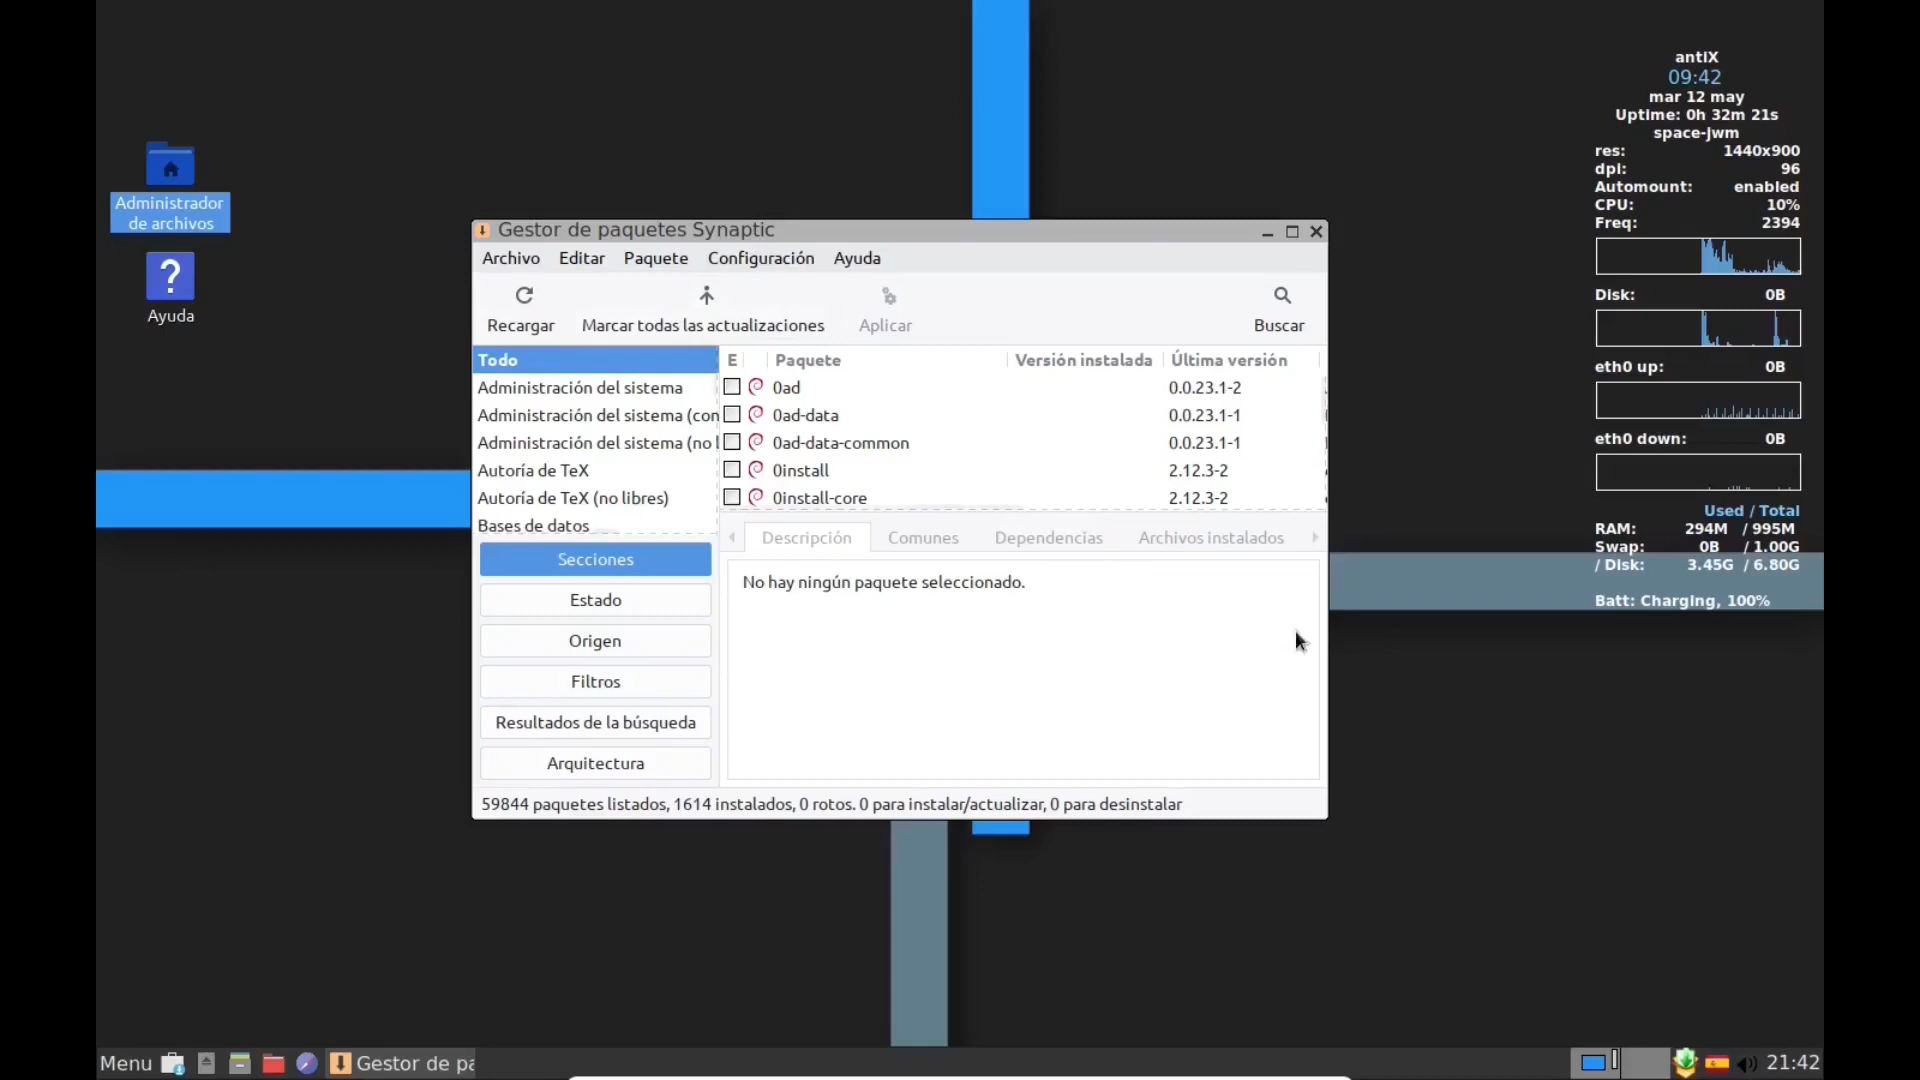 antiX
09:42
mar 12 may
Uptime: 0h 32m 21s
space-jwm
res: 1440x900
dpi: 96
Automount: enabled
CPU: 10%
Freq: 2394
Disk: 0B
eth0 up: 0B
eth0 down: 0B
Used / Total
RAM: 294M / 995M
Swap: 0B / 1.00G
/ Disk: 3.45G / 6.80G
Batt: Charging, 100%
Administrador
de archivos
?
Ayuda
Gestor de paquetes Synaptic
Archivo Editar Paquete Configuración Ayuda
Recargar Marcar todas las actualizaciones Aplicar Buscar
Todo
Administración del sistema
Administración del sistema (con
Administración del sistema (no l
Autoría de TeX
Autoría de TeX (no libres)
Bases de datos
E Paquete Versión instalada Última versión
0ad 0.0.23.1-2
0ad-data 0.0.23.1-1
0ad-data-common 0.0.23.1-1
0install 2.12.3-2
0install-core 2.12.3-2
Secciones
Estado
Origen
Filtros
Resultados de la búsqueda
Arquitectura
Descripción Comunes Dependencias Archivos instalados
No hay ningún paquete seleccionado.
59844 paquetes listados, 1614 instalados, 0 rotos. 0 para instalar/actualizar, 0 para desinstalar
Menu Gestor de pa 21:42